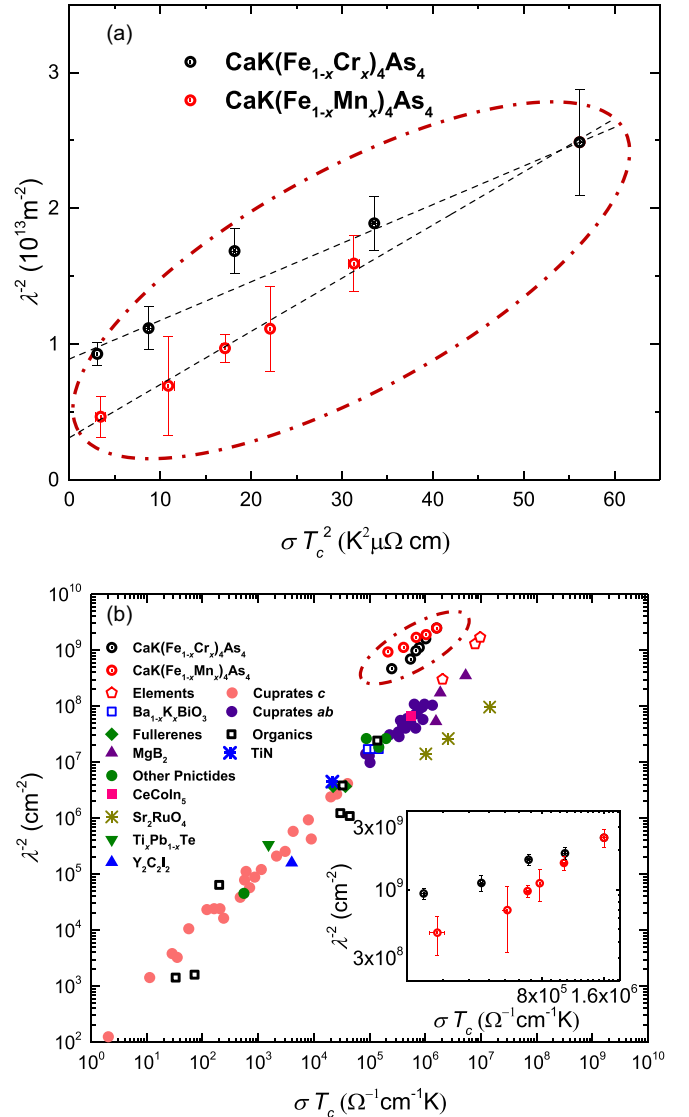 (a)
CaK(Fe₁₋ₓCrₓ)₄As₄
CaK(Fe₁₋ₓMnₓ)₄As₄
3
2
1
0
λ⁻² (10¹³m⁻²)
0 10 20 30 40 50 60
σ T_c² (K²μΩ cm)
(b)
10¹⁰
10⁹
10⁸
10⁷
10⁶
10⁵
10⁴
10³
10²
λ⁻² (cm⁻²)
CaK(Fe₁₋ₓCrₓ)₄As₄
CaK(Fe₁₋ₓMnₓ)₄As₄
Elements Cuprates c
Ba₁₋ₓKₓBiO₃ Cuprates ab
Fullerenes Organics
MgB₂ TiN
Other Pnictides
CeCoIn₅
Sr₂RuO₄
TiₓPb₁₋ₓTe
Y₂C₂I₂
3x10⁹
10⁹
3x10⁸
λ⁻² (cm⁻²)
8x10⁵ 1.6x10⁶
σ T_c (Ω⁻¹cm⁻¹K)
10⁰ 10¹ 10² 10³ 10⁴ 10⁵ 10⁶ 10⁷ 10⁸ 10⁹ 10¹⁰
σ T_c (Ω⁻¹cm⁻¹K)